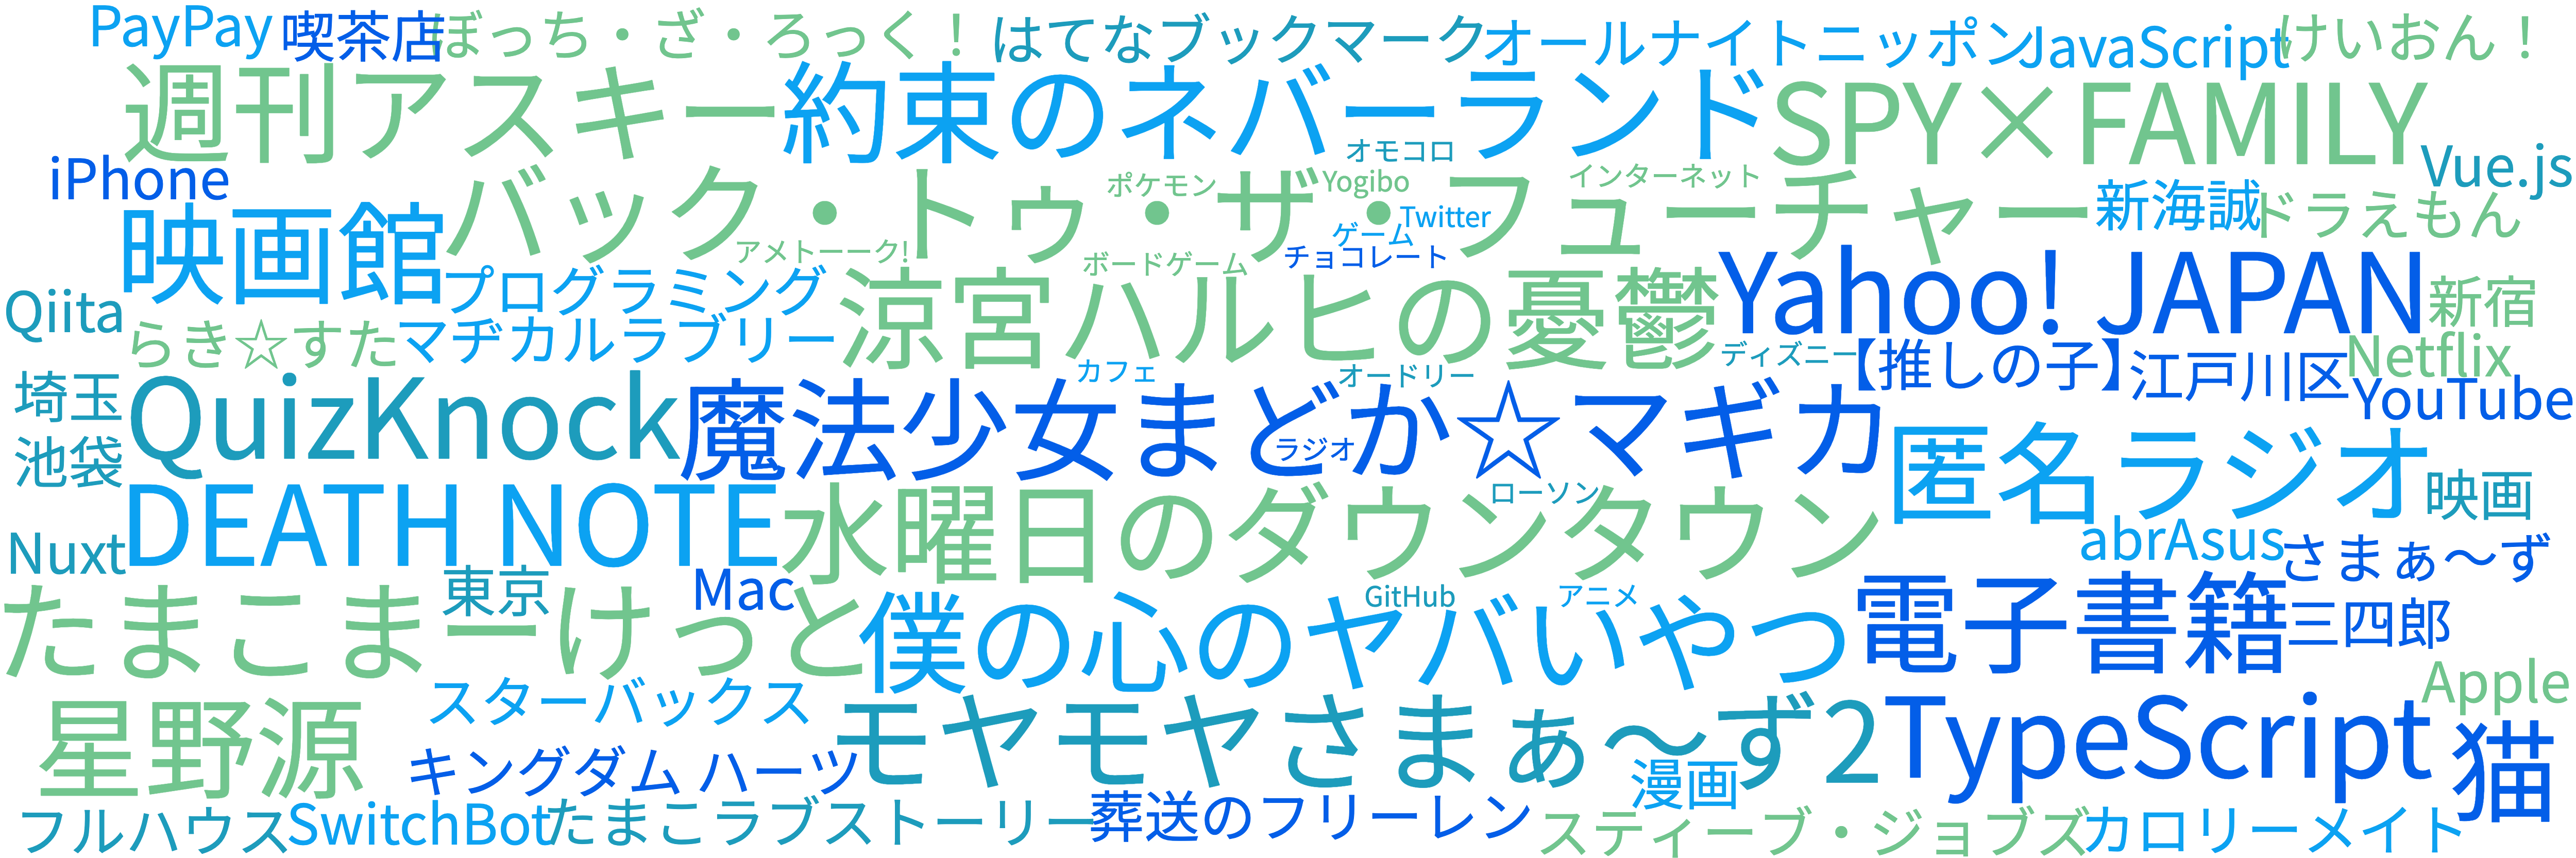 PayPay 喫茶店 ぼっち・ざ・ろっく！ はてなブックマーク オールナイトニッポン JavaScript けいおん！
週刊アスキー 約束のネバーランド SPY×FAMILY
オモコロ
iPhone Vue.js
ポケモン Yogibo インターネット
映画館 バック・トゥ・ザ・フューチャー 新海誠 ドラえもん
Twitter
ゲーム
アメトーーク! ボードゲーム チョコレート
プログラミング 涼宮ハルヒの憂鬱 Yahoo! JAPAN 新宿
Qiita
らき☆すた マヂカルラブリー
ディズニー 【推しの子】 江戸川区 Netflix
カフェ オードリー
埼玉 QuizKnock 魔法少女まどか☆マギカ YouTube
ラジオ
池袋 匿名ラジオ
ローソン 映画
DEATH NOTE 水曜日のダウンタウン
Nuxt abrAsus さまぁ〜ず
東京 Mac GitHub アニメ
たまこまーけっと 僕の心のヤバいやつ 電子書籍 三四郎
Apple
スターバックス
星野源 モヤモヤさまぁ〜ず2 TypeScript 猫
キングダム ハーツ 漫画
フルハウス SwitchBot たまこラブストーリー 葬送のフリーレン スティーブ・ジョブズ カロリーメイト